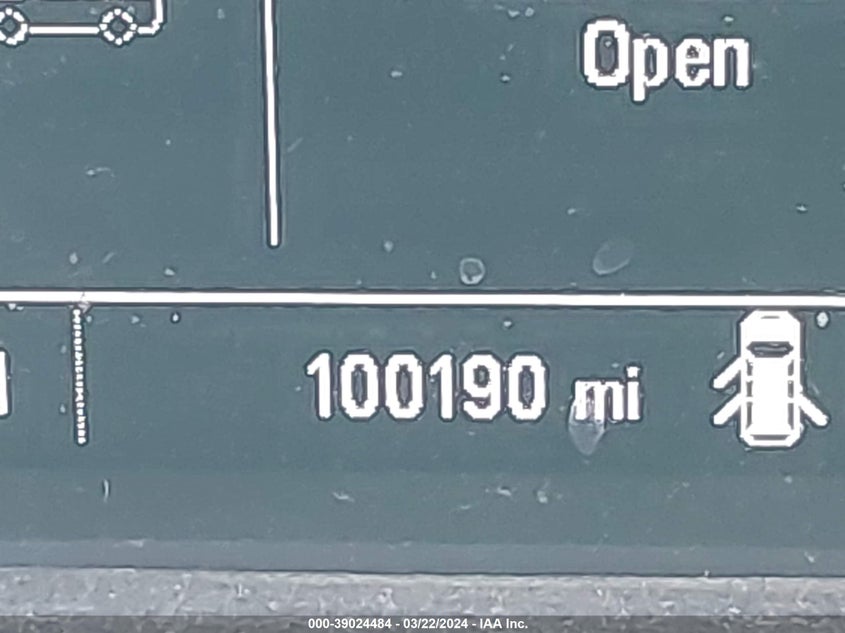 Open
100190 mi
000-39024484 - 03/22/2024 - IAA Inc.